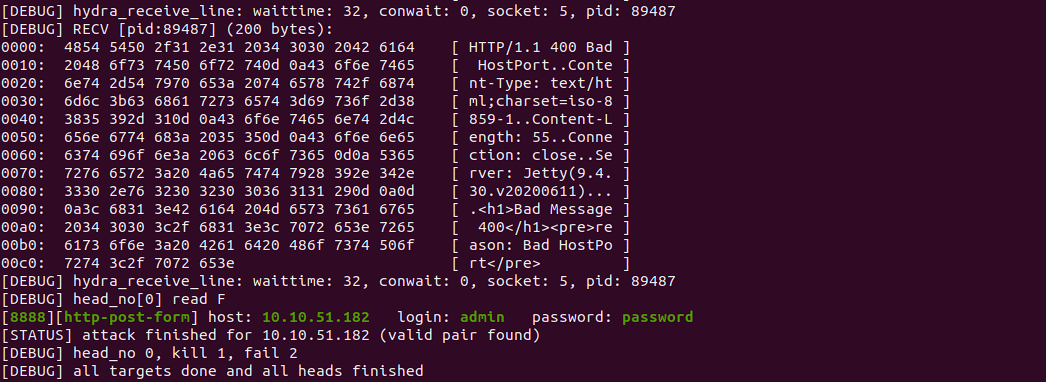 [DEBUG] hydra_receive_line: waittime: 32, conwait: 0, socket: 5, pid: 89487
[DEBUG] RECV [pid:89487] (200 bytes):
0000:  4854 5450 2f31 2e31 2034 3030 2042 6164    [ HTTP/1.1 400 Bad ]
0010:  2048 6f73 7450 6f72 740d 0a43 6f6e 7465    [  HostPort..Conte ]
0020:  6e74 2d54 7970 653a 2074 6578 742f 6874    [ nt-Type: text/ht ]
0030:  6d6c 3b63 6861 7273 6574 3d69 736f 2d38    [ ml;charset=iso-8 ]
0040:  3835 392d 310d 0a43 6f6e 7465 6e74 2d4c    [ 859-1..Content-L ]
0050:  656e 6774 683a 2035 350d 0a43 6f6e 6e65    [ ength: 55..Conne ]
0060:  6374 696f 6e3a 2063 6c6f 7365 0d0a 5365    [ ction: close..Se ]
0070:  7276 6572 3a20 4a65 7474 7928 392e 342e    [ rver: Jetty(9.4. ]
0080:  3330 2e76 3230 3230 3036 3131 290d 0a0d    [ 30.v20200611)... ]
0090:  0a3c 6831 3e42 6164 204d 6573 7361 6765    [ .<h1>Bad Message ]
00a0:  2034 3030 3c2f 6831 3e3c 7072 653e 7265    [  400</h1><pre>re ]
00b0:  6173 6f6e 3a20 4261 6420 486f 7374 506f    [ ason: Bad HostPo ]
00c0:  7274 3c2f 7072 653e                        [ rt</pre>         ]
[DEBUG] hydra_receive_line: waittime: 32, conwait: 0, socket: 5, pid: 89487
[DEBUG] head_no[0] read F
[8888][http-post-form] host: 10.10.51.182   login: admin   password: password
[STATUS] attack finished for 10.10.51.182 (valid pair found)
[DEBUG] head_no 0, kill 1, fail 2
[DEBUG] all targets done and all heads finished